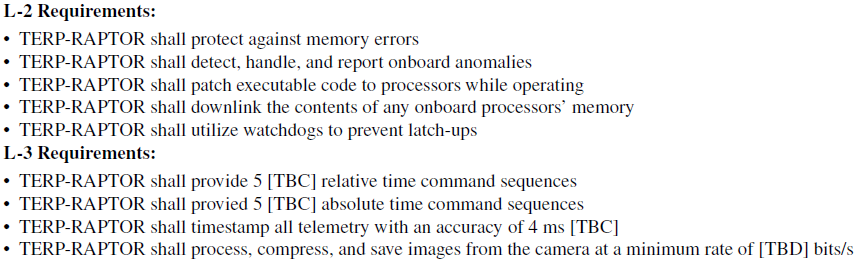 L-2 Requirements:
• TERP-RAPTOR shall protect against memory errors
• TERP-RAPTOR shall detect, handle, and report onboard anomalies
• TERP-RAPTOR shall patch executable code to processors while operating
• TERP-RAPTOR shall downlink the contents of any onboard processors’ memory
• TERP-RAPTOR shall utilize watchdogs to prevent latch-ups
L-3 Requirements:
• TERP-RAPTOR shall provide 5 [TBC] relative time command sequences
• TERP-RAPTOR shall provied 5 [TBC] absolute time command sequences
• TERP-RAPTOR shall timestamp all telemetry with an accuracy of 4 ms [TBC]
• TERP-RAPTOR shall process, compress, and save images from the camera at a minimum rate of [TBD] bits/s